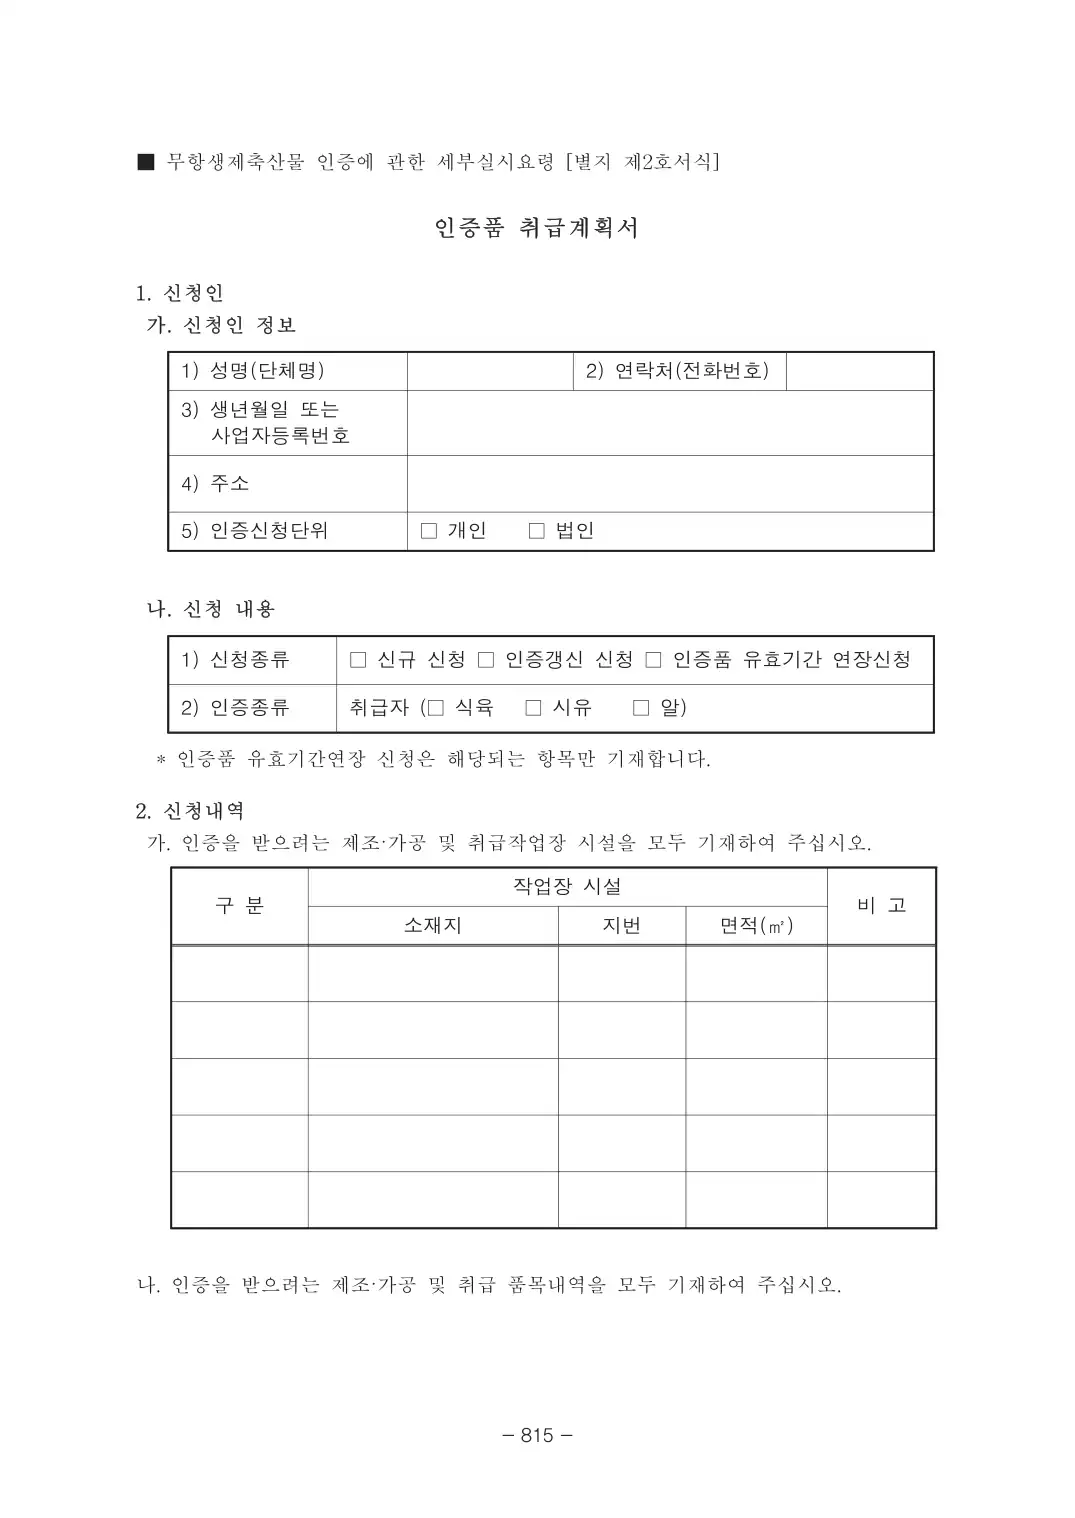 ■ 무항생제축산물 인증에 관한 세부실시요령 [별지 제2호서식]
인증품 취급계획서
1. 신청인
가. 신청인 정보
1) 성명(단체명) 2) 연락처(전화번호)
3) 생년월일 또는
사업자등록번호
4) 주소
5) 인증신청단위 □ 개인 □ 법인
나. 신청 내용
1) 신청종류 □ 신규 신청 □ 인증갱신 신청 □ 인증품 유효기간 연장신청
2) 인증종류 취급자 (□ 식육 □ 시유 □ 알)
* 인증품 유효기간연장 신청은 해당되는 항목만 기재합니다.
2. 신청내역
가. 인증을 받으려는 제조·가공 및 취급작업장 시설을 모두 기재하여 주십시오.
구 분 작업장 시설 비 고
소재지 지번 면적(㎡)
나. 인증을 받으려는 제조·가공 및 취급 품목내역을 모두 기재하여 주십시오.
- 815 -